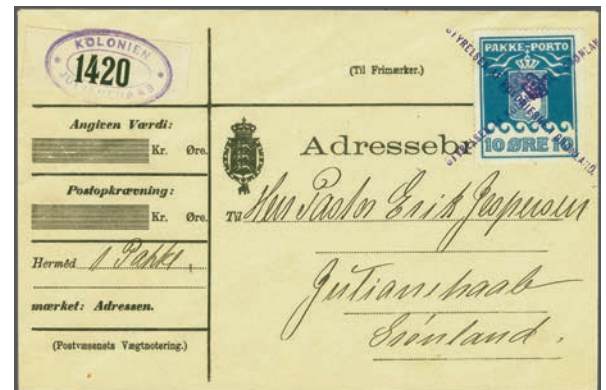 KOLONIEN
1420
(Til Frimærker.)
PAKKE-PORTO
10 ØRE 10
Angiven Værdi:
Kr. Øre.
Postopkrævning:
Kr. Øre.
Hermed 1 Pakke,
mærket: Adressen.
(Postvæsenets Vægtnotering.)
Til Herr Pastor Erik Jespersen
Julianehaab
Grønland.